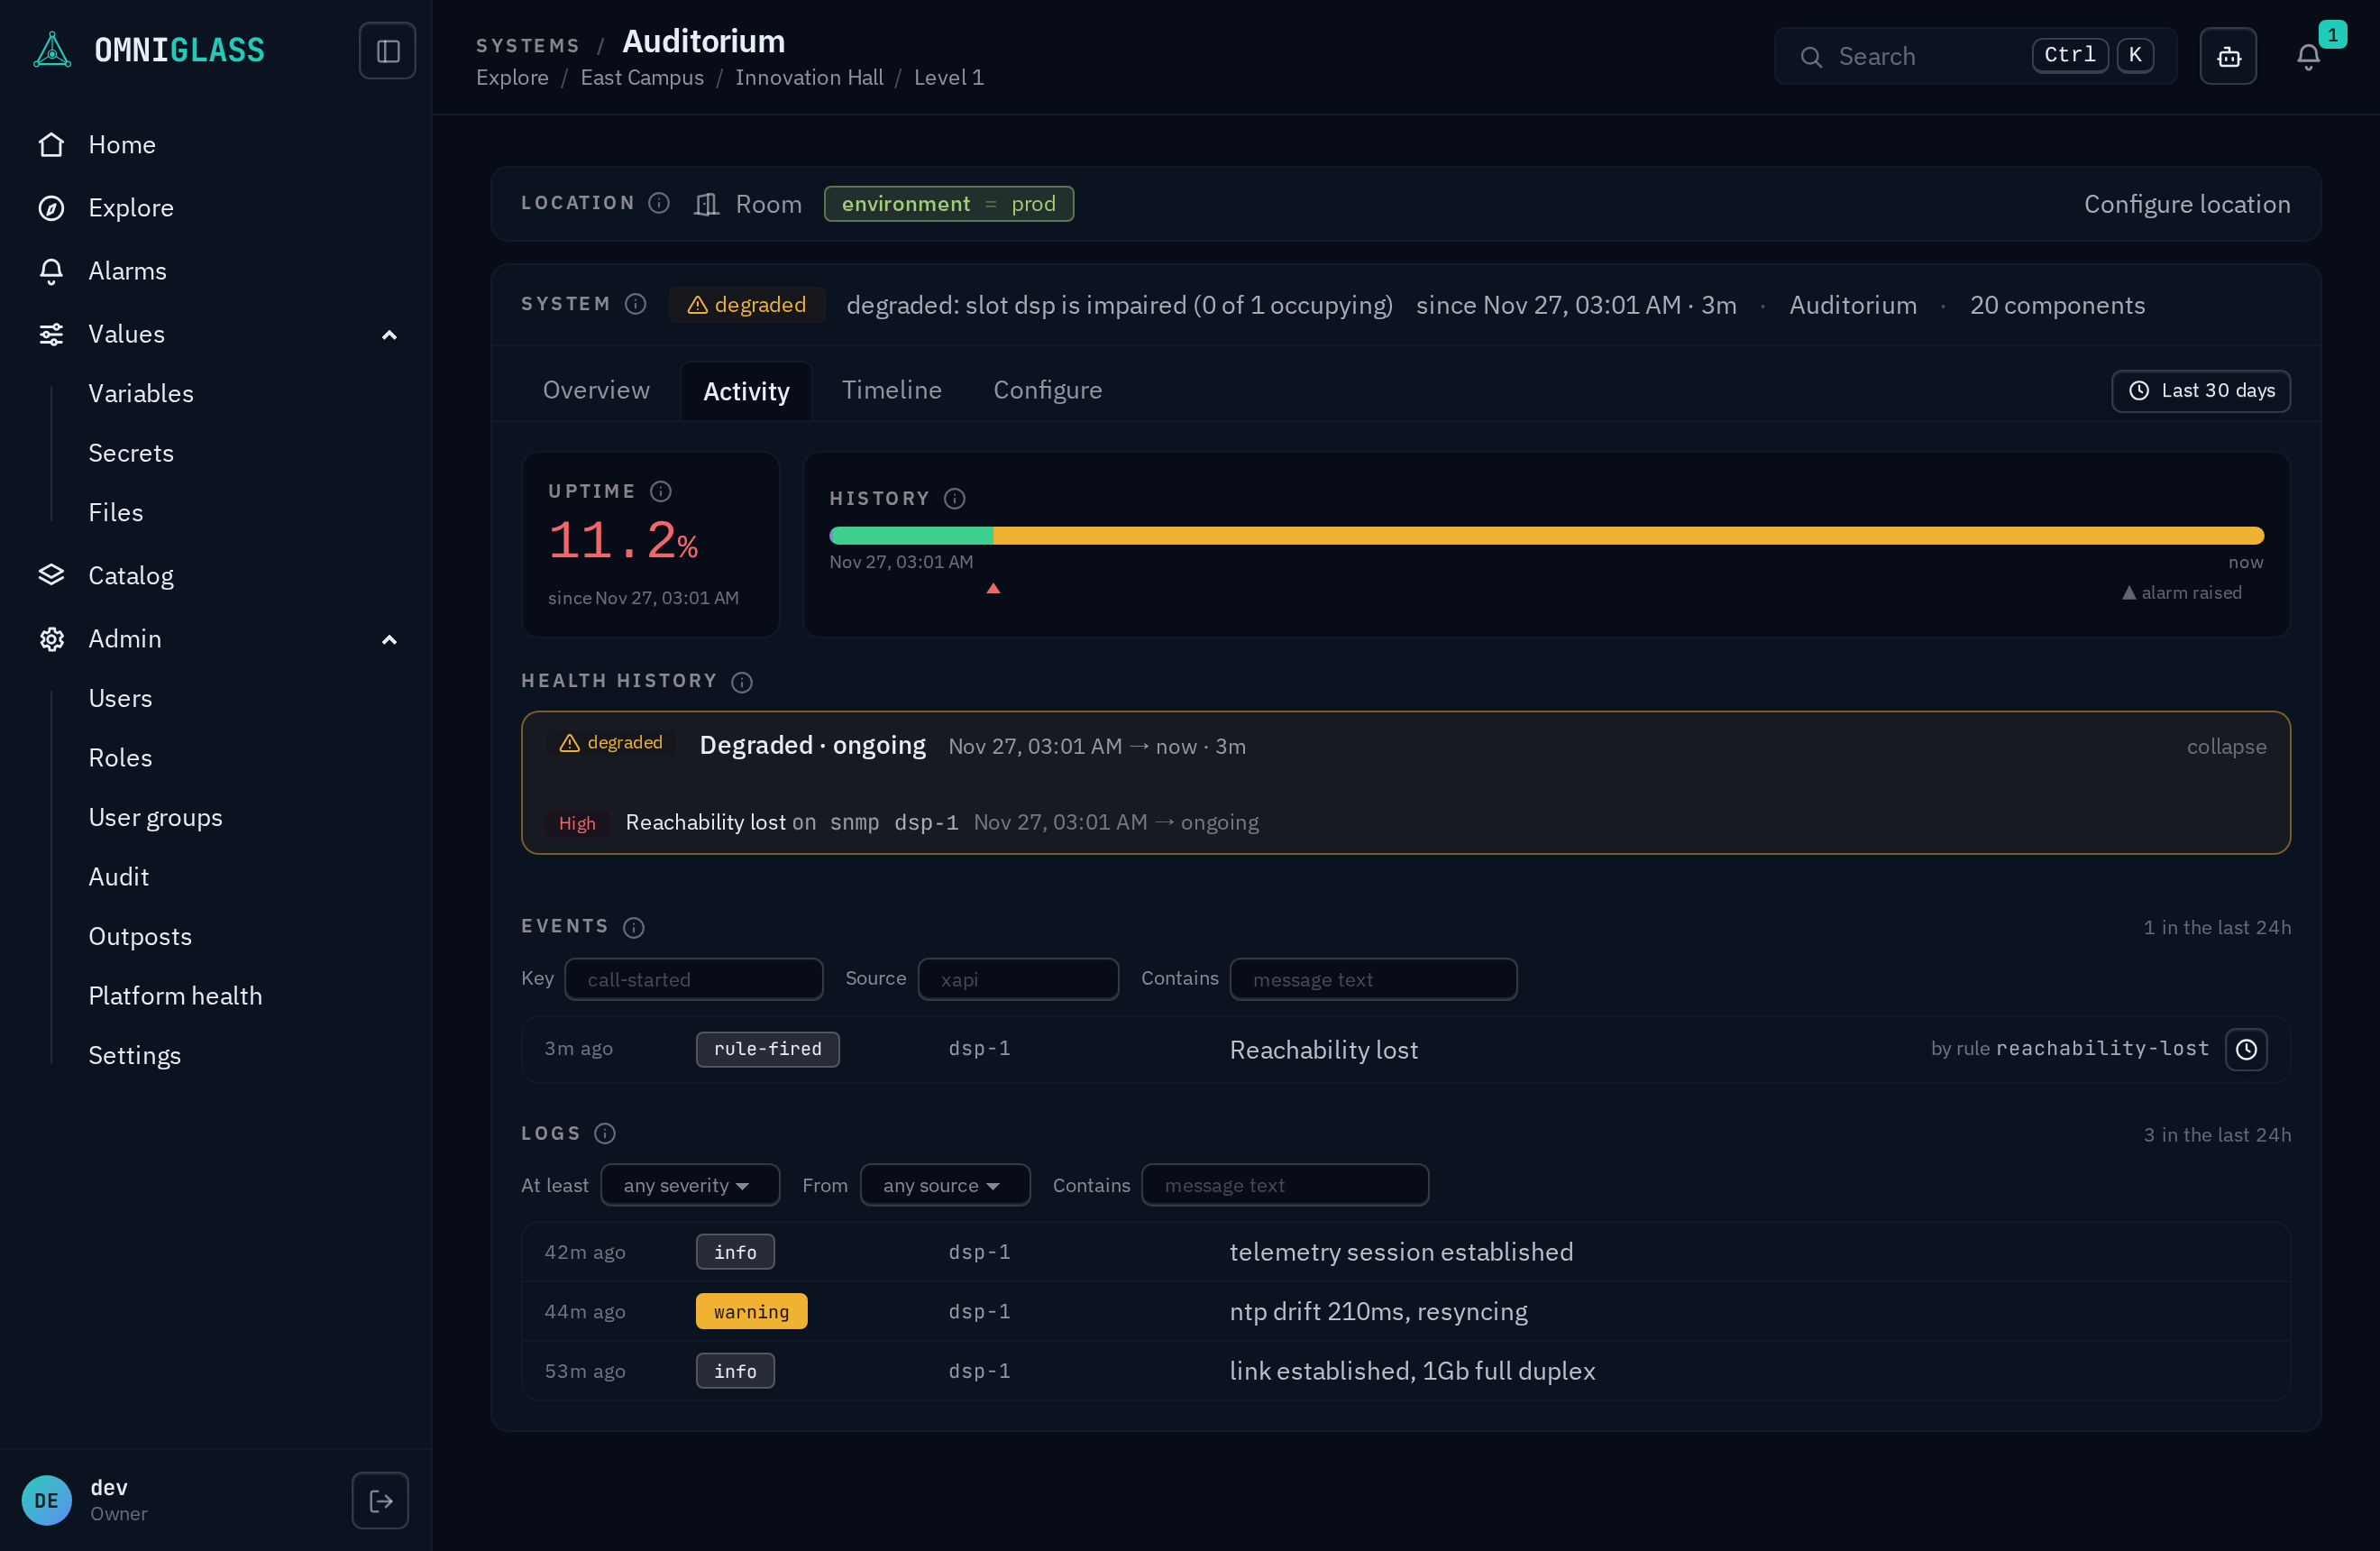 OMNIGLASS
Home
Explore
Alarms
Values
Variables
Secrets
Files
Catalog
Admin
Users
Roles
User groups
Audit
Outposts
Platform health
Settings
DE
dev
Owner
SYSTEMS / Auditorium
Explore / East Campus / Innovation Hall / Level 1
Search Ctrl K
1
LOCATION Room environment = prod Configure location
SYSTEM degraded degraded: slot dsp is impaired (0 of 1 occupying) since Nov 27, 03:01 AM · 3m · Auditorium · 20 components
Overview Activity Timeline Configure Last 30 days
UPTIME
11.2%
since Nov 27, 03:01 AM
HISTORY
Nov 27, 03:01 AM now
▲ alarm raised
HEALTH HISTORY
degraded Degraded · ongoing Nov 27, 03:01 AM → now · 3m collapse
High Reachability lost on snmp dsp-1 Nov 27, 03:01 AM → ongoing
EVENTS 1 in the last 24h
Key call-started Source xapi Contains message text
3m ago rule-fired dsp-1 Reachability lost by rule reachability-lost
LOGS 3 in the last 24h
At least any severity From any source Contains message text
42m ago info dsp-1 telemetry session established
44m ago warning dsp-1 ntp drift 210ms, resyncing
53m ago info dsp-1 link established, 1Gb full duplex